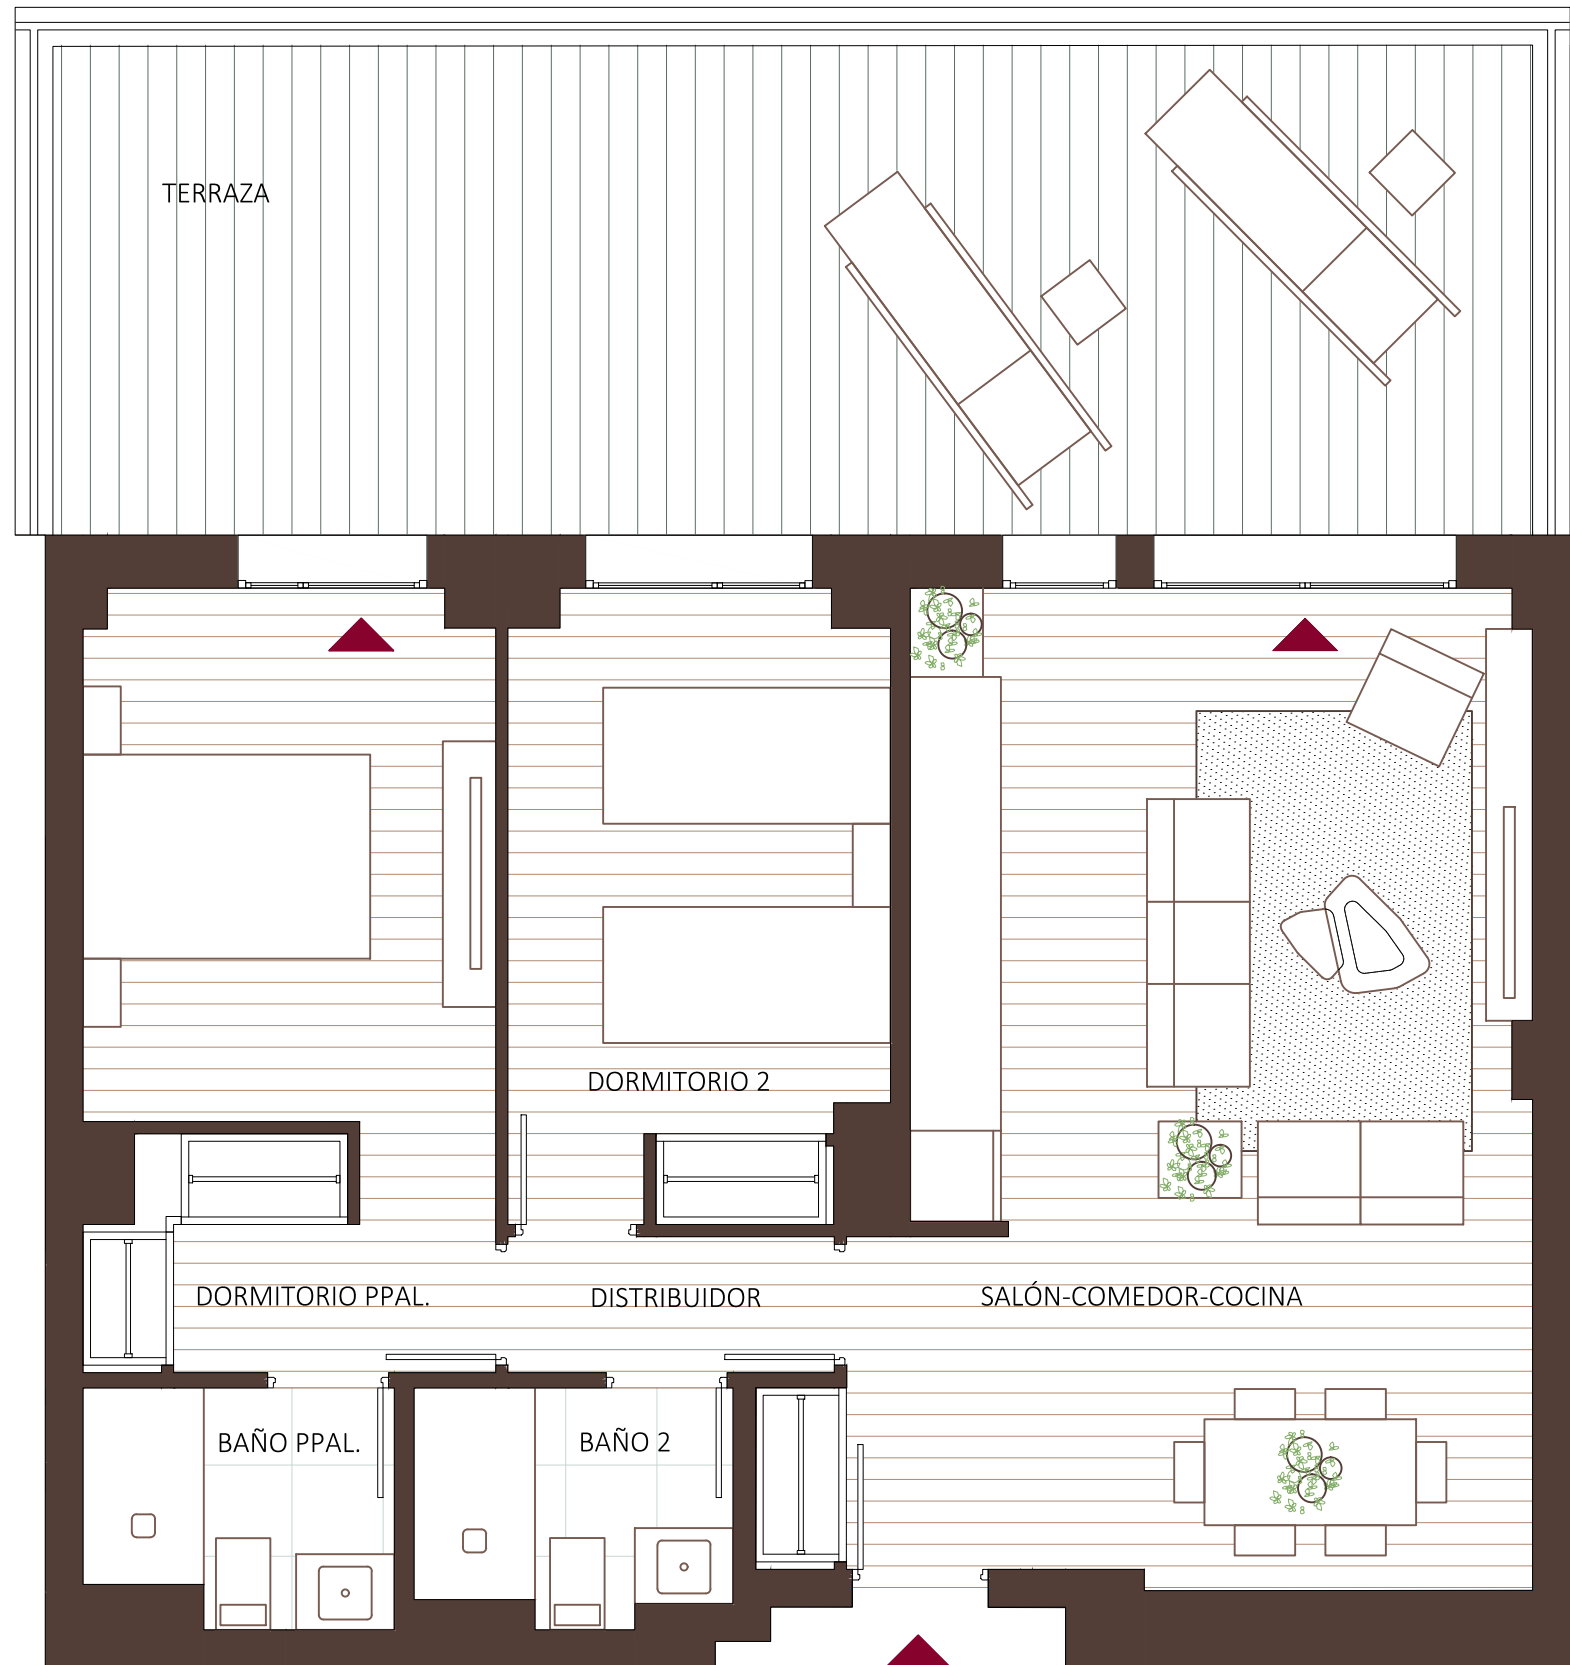 TERRAZA
DORMITORIO 2
DORMITORIO PPAL.
DISTRIBUIDOR
SALÓN-COMEDOR-COCINA
BAÑO PPAL.
BAÑO 2